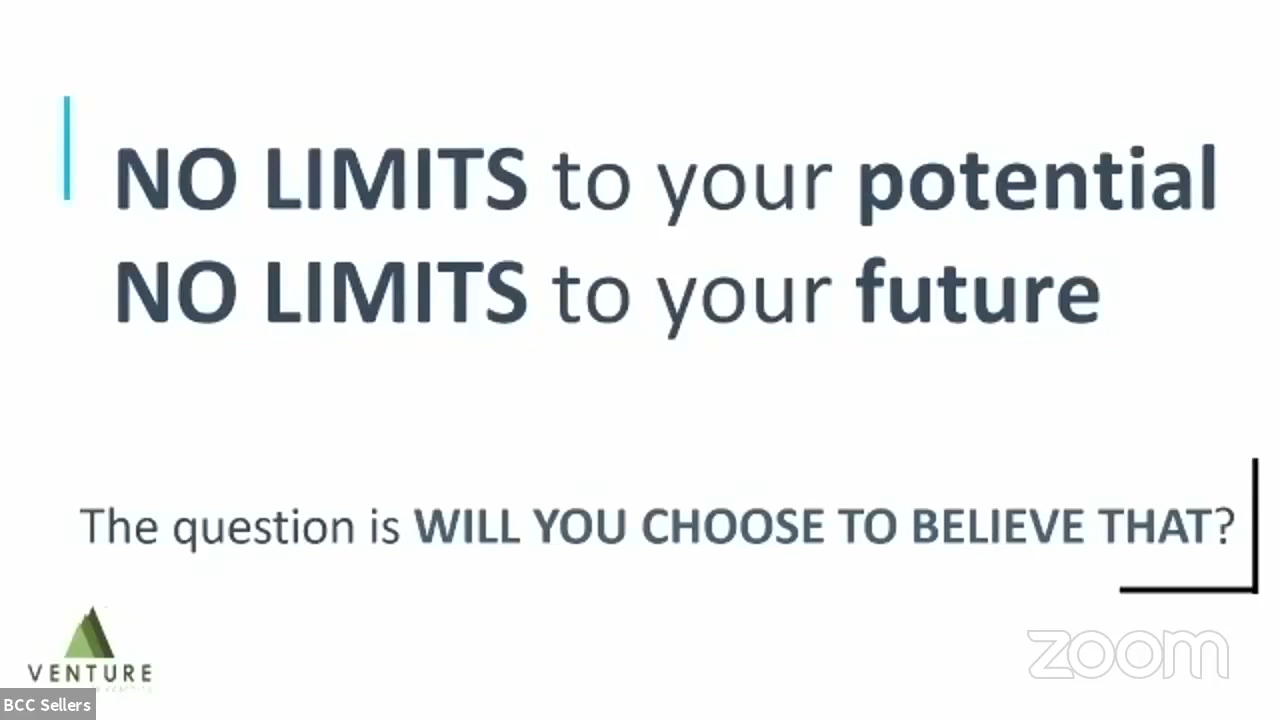 NO LIMITS to your potential
NO LIMITS to your future
The question is WILL YOU CHOOSE TO BELIEVE THAT?
VENTURE
zoom
BCC Sellers